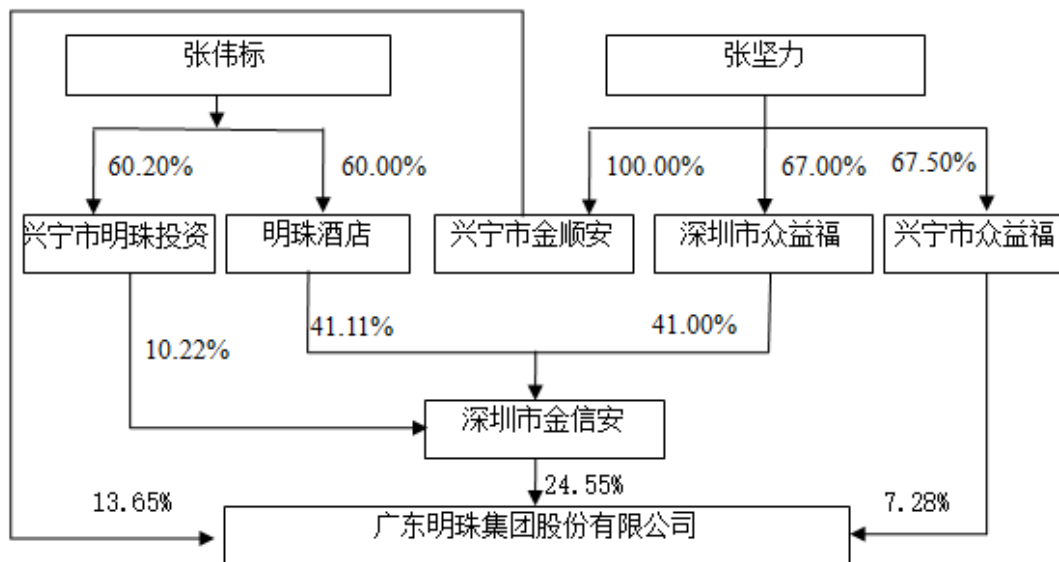 张伟标
张坚力
60.20%
60.00%
100.00%
67.00%
67.50%
兴宁市明珠投资
明珠酒店
兴宁市金顺安
深圳市众益福
兴宁市众益福
41.11%
41.00%
10.22%
深圳市金信安
24.55%
13.65%
7.28%
广东明珠集团股份有限公司